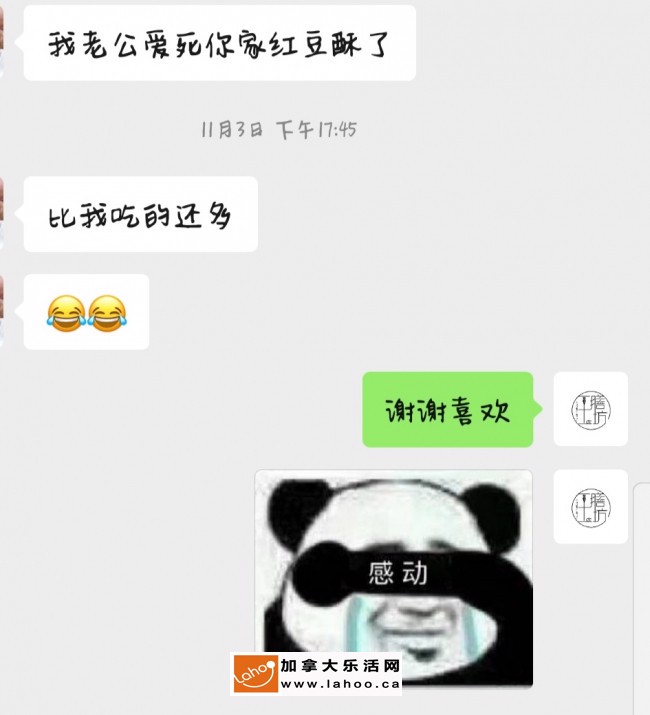 我老公爱死你家红豆酥了
11月3日 下午17:45
比我吃的还多
谢谢喜欢
感动
Lahoo
加拿大乐活网
www.lahoo.ca